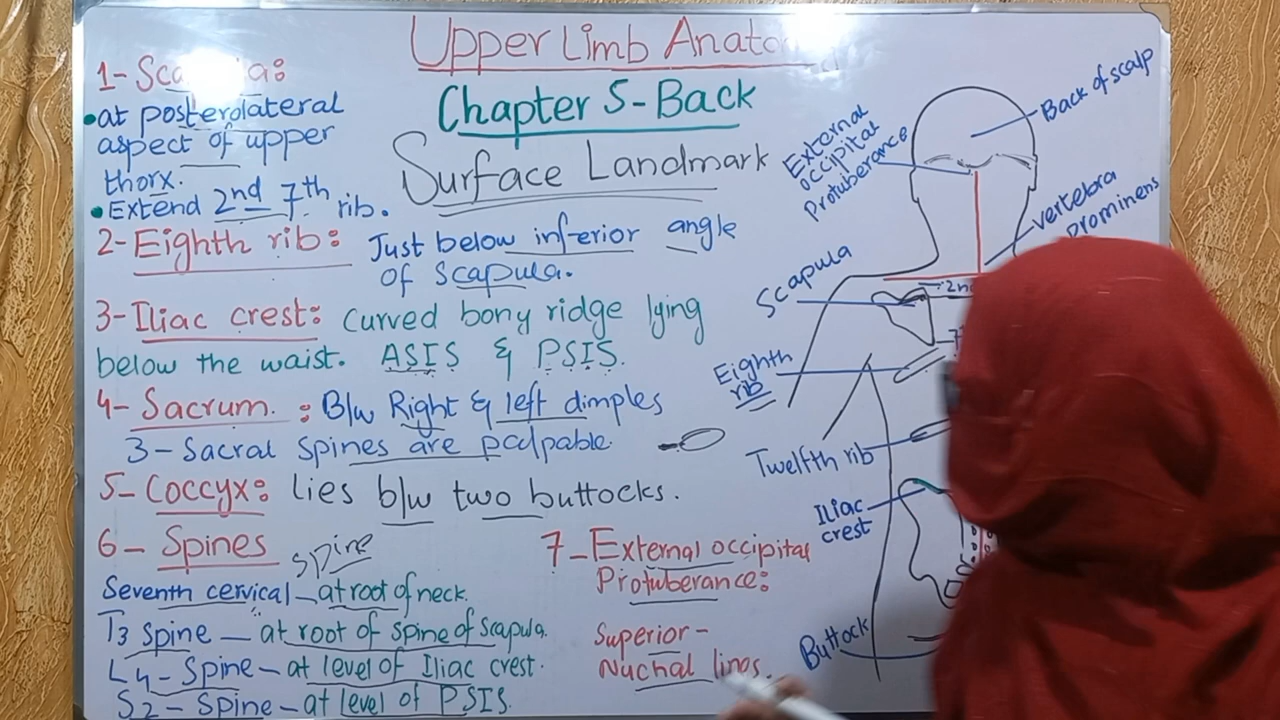 Upper Limb Anato
Chapter 5-Back
Surface Landmark
1- Scapula:
•at posterolateral
aspect of upper
thorx.
•Extend 2nd 7th rib.
2- Eighth rib: Just below inferior angle
of scapula.
3-Iliac crest: curved bony ridge lying
below the waist. ASIS & PSIS.
4- Sacrum. : B/w Right & left dimples
3- Sacral spines are palpable.
5- Coccyx: lies b/w two buttocks.
6- Spines
spine
Seventh cervical - at root of neck.
T3 spine - at root of spine of scapula.
L4- Spine - at level of Iliac crest.
S2 - Spine - at level of PSIS.
7- External occipital
Protuberance:
Superior-
Nuchal lines.
Back of scalp
External
occipital
Protuberance
vertebra
prominens
Scapula
2nd
7
Eighth
rib
Twelfth rib
Iliac
crest
Buttock